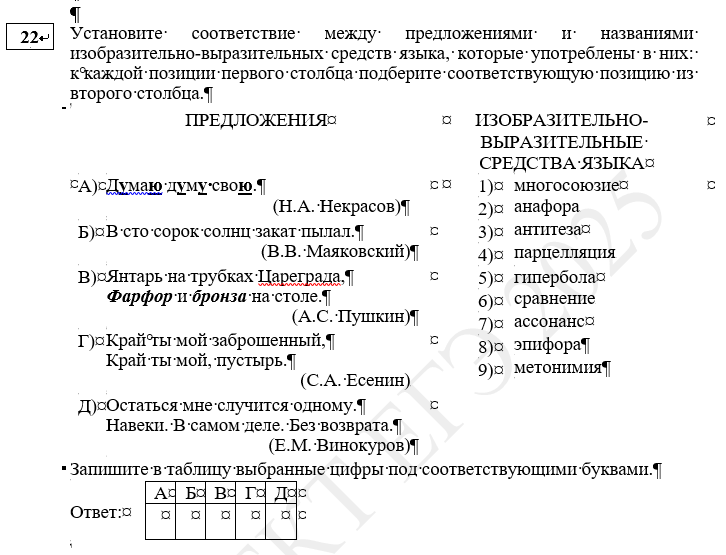 22
Установите соответствие между предложениями и названиями
изобразительно-выразительных средств языка, которые употреблены в них:
к каждой позиции первого столбца подберите соответствующую позицию из
второго столбца.¶
ПРЕДЛОЖЕНИЯ
ИЗОБРАЗИТЕЛЬНО-
ВЫРАЗИТЕЛЬНЫЕ
СРЕДСТВА ЯЗЫКА
А) Думаю думу свою.¶
(Н.А. Некрасов)¶
Б) В сто сорок солнц закат пылал.¶
(В.В. Маяковский)¶
В) Янтарь на трубках Цареграда,¶
Фарфор и бронза на столе.¶
(А.С. Пушкин)¶
Г) Край ты мой заброшенный,¶
Край ты мой, пустырь.¶
(С.А. Есенин)
Д) Остаться мне случится одному.¶
Навеки. В самом деле. Без возврата.¶
(Е.М. Винокуров)¶
1) многосоюзие
2) анафора
3) антитеза
4) парцелляция
5) гипербола
6) сравнение
7) ассонанс
8) эпифора¶
9) метонимия¶
Запишите в таблицу выбранные цифры под соответствующими буквами.¶
Ответ:
А Б В Г Д
ЕКТ ЕГЭ 2025